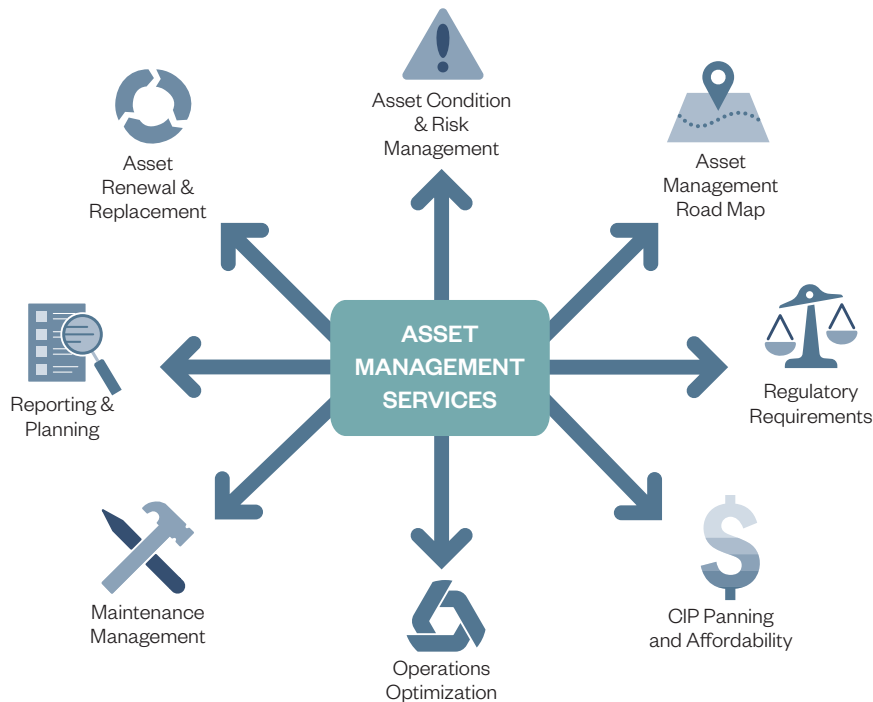 Asset Condition
& Risk
Management
Asset
Management
Road Map
Regulatory
Requirements
CIP Panning
and Affordability
Operations
Optimization
Maintenance
Management
Reporting &
Planning
Asset
Renewal &
Replacement
ASSET
MANAGEMENT
SERVICES